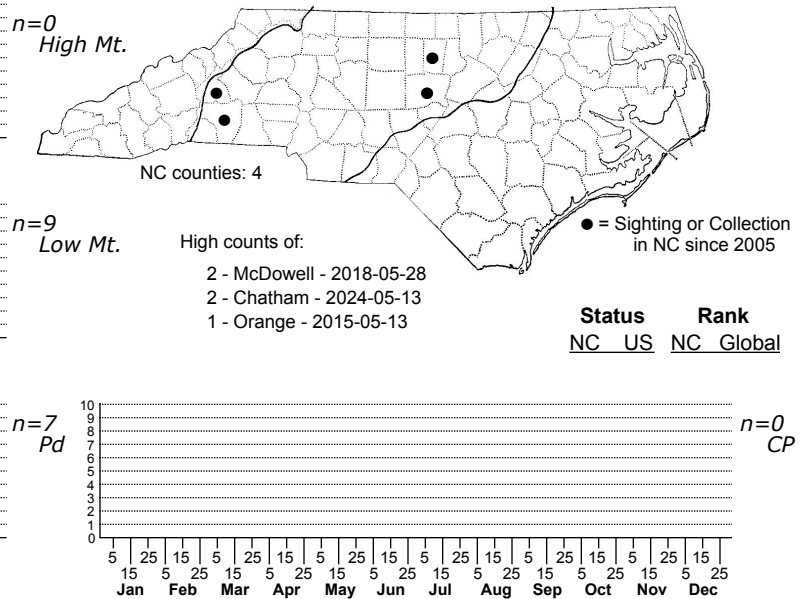 n=0
High Mt.
NC counties: 4
n=9
Low Mt.
High counts of:
2 - McDowell - 2018-05-28
2 - Chatham - 2024-05-13
1 - Orange - 2015-05-13
= Sighting or Collection
in NC since 2005
Status Rank
NC US NC Global
n=7
Pd
10
9
8
7
6
5
4
3
2
1
0
n=0
CP
5 25 15 5 25 15 5 25 15 5 25 15 5 25 15 5 25 15
15 5 25 15 5 25 15 5 25 15 5 25 15 5 25 15 5 25
Jan Feb Mar Apr May Jun Jul Aug Sep Oct Nov Dec